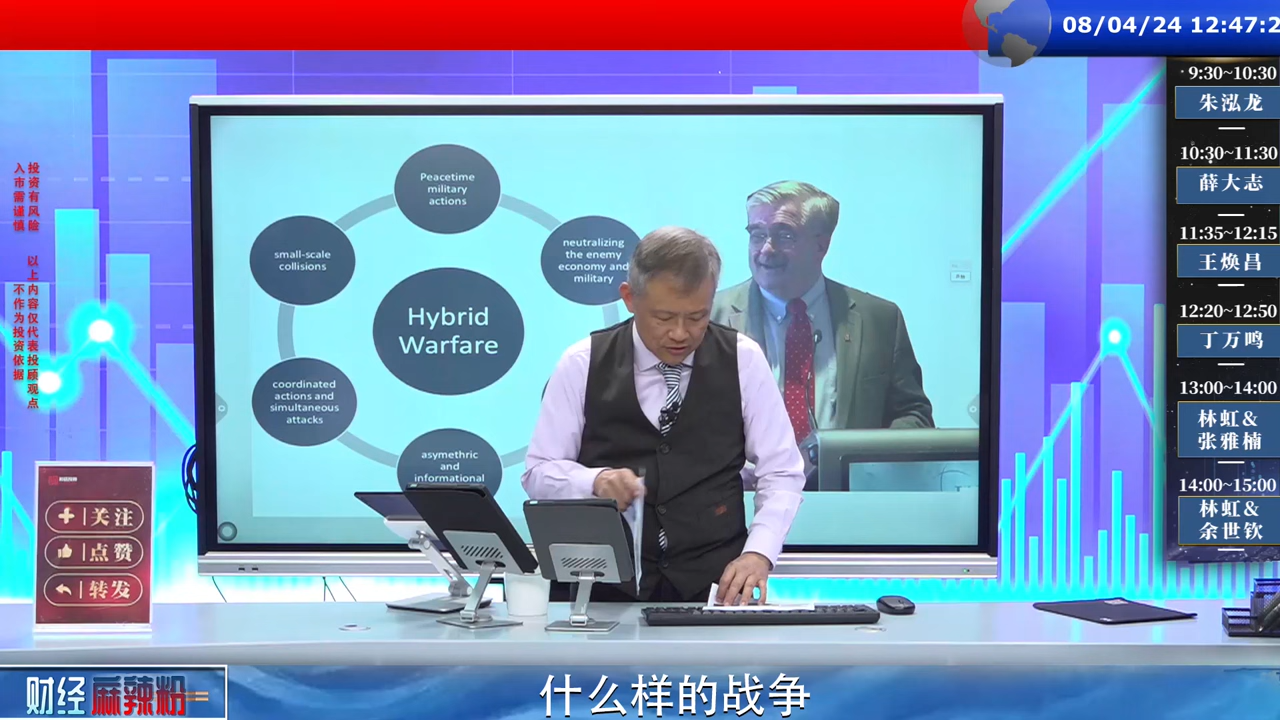 08/04/24 12:47:2
9:30~10:30
朱泓龙
10:30~11:30
薛大志
11:35~12:15
王焕昌
12:20~12:50
丁万鸣
13:00~14:00
林虹&
张雅楠
14:00~15:00
林虹&
余世钦
投资有风险 以上内容仅代表投顾观点
入市需谨慎 不作为投资依据
Peacetime
military
actions
small-scale
collisions
neutralizing
the enemy
economy and
military
Hybrid
Warfare
coordinated
actions and
simultaneous
attacks
asymethric
and
informational
关注
点赞
转发
财经麻辣粉
什么样的战争